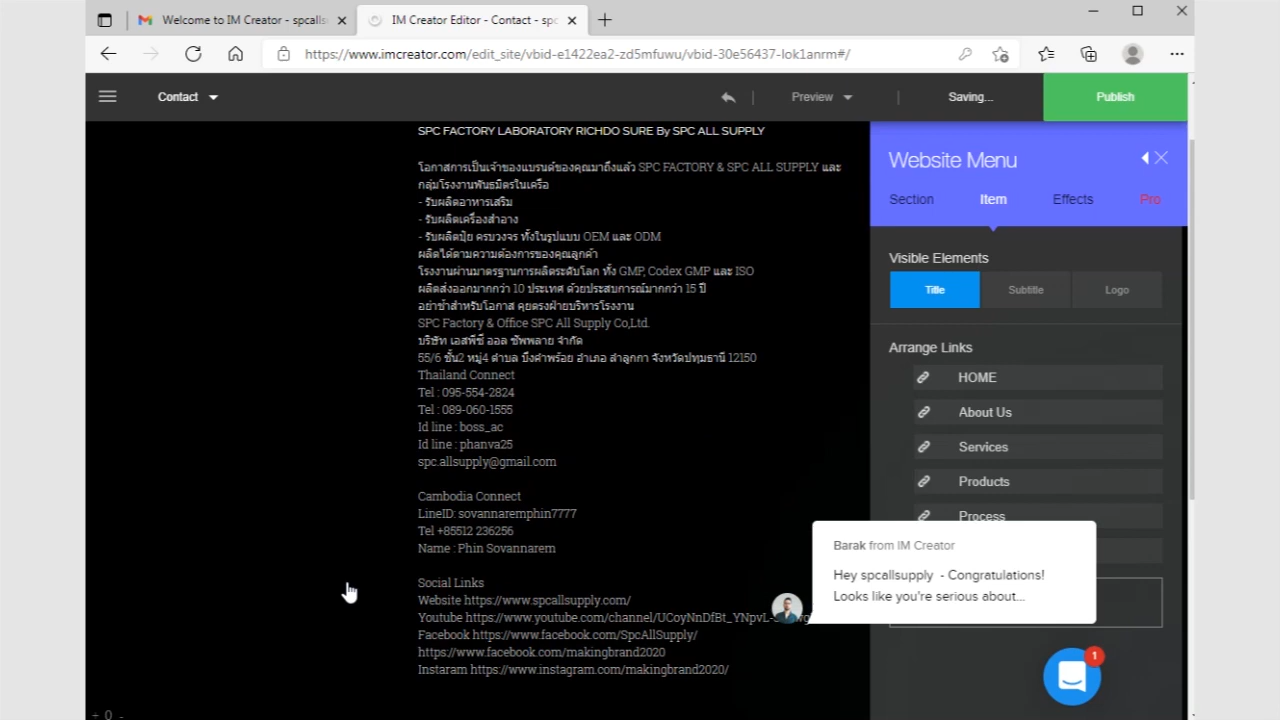 Welcome to IM Creator - spcalls
IM Creator Editor - Contact - spc
https://www.imcreator.com/edit_site/vbid-e1422ea2-zd5mfuwu/vbid-30e56437-lok1anrm#/
Contact
Preview
Saving...
Publish
SPC FACTORY LABORATORY RICHDO SURE By SPC ALL SUPPLY
โอกาสการเป็นเจ้าของแบรนด์ของคุณมาถึงแล้ว SPC FACTORY & SPC ALL SUPPLY และ
กลุ่มโรงงานพันธมิตรในเครือ
- รับผลิตอาหารเสริม
- รับผลิตเครื่องสำอาง
- รับผลิตปุ๋ย ครบวงจร ทั้งในรูปแบบ OEM และ ODM
ผลิตได้ตามความต้องการของคุณลูกค้า
โรงงานผ่านมาตรฐานการผลิตระดับโลก ทั้ง GMP, Codex GMP และ ISO
ผลิตส่งออกมากกว่า 10 ประเทศ ด้วยประสบการณ์มากกว่า 15 ปี
อย่าช้าสำหรับโอกาส คุยตรงฝ่ายบริหารโรงงาน
SPC Factory & Office SPC All Supply Co,Ltd.
บริษัท เอสพีซี ออล ซัพพลาย จำกัด
55/6 ชั้น2 หมู่4 ตำบล บึงคำพร้อย อำเภอ ลำลูกกา จังหวัดปทุมธานี 12150
Thailand Connect
Tel : 095-554-2824
Tel : 089-060-1555
Id line : boss_ac
Id line : phanva25
spc.allsupply@gmail.com
Cambodia Connect
LineID: sovannaremphin7777
Tel +85512 236256
Name : Phin Sovannarem
Social Links
Website https://www.spcallsupply.com/
Youtube https://www.youtube.com/channel/UCoyNnDfBt_YNpvL-
Facebook https://www.facebook.com/SpcAllSupply/
https://www.facebook.com/makingbrand2020
Instaram https://www.instagram.com/makingbrand2020/
+ 0 -
Website Menu
Section
Item
Effects
Pro
Visible Elements
Title
Subtitle
Logo
Arrange Links
HOME
About Us
Services
Products
Process
Barak from IM Creator
Hey spcallsupply - Congratulations!
Looks like you're serious about...
1